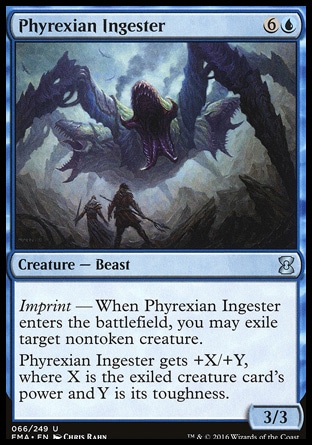 Phyrexian Ingester 6
Creature — Beast
Imprint — When Phyrexian Ingester
enters the battlefield, you may exile
target nontoken creature.
Phyrexian Ingester gets +X/+Y,
where X is the exiled creature card's
power and Y is its toughness.
3/3
066/249 U
EMA • EN Chris Rahn ™ & © 2016 Wizards of the Coast